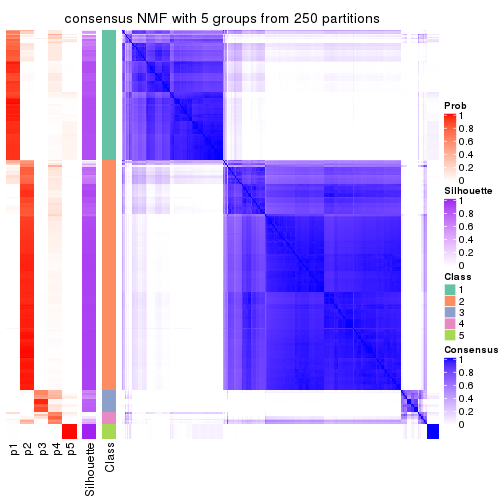 consensus NMF with 5 groups from 250 partitions
Prob
1
0.8
0.6
0.4
0.2
0
Silhouette
1
0.8
0.6
0.4
0.2
0
Class
1
2
3
4
5
Consensus
1
0.8
0.6
0.4
0.2
0
p1
p2
p3
p4
p5
Silhouette
Class